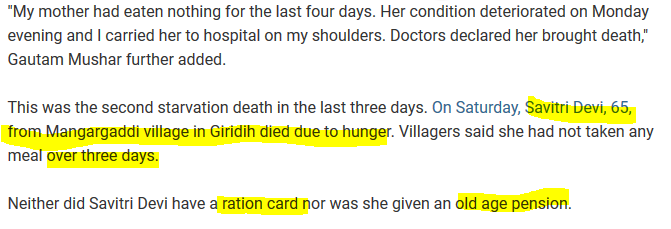 "My mother had eaten nothing for the last four days. Her condition deteriorated on Monday
evening and I carried her to hospital on my shoulders. Doctors declared her brought death,"
Gautam Mushar further added.
This was the second starvation death in the last three days. On Saturday, Savitri Devi, 65,
from Mangargaddi village in Giridih died due to hunger. Villagers said she had not taken any
meal over three days.
Neither did Savitri Devi have a ration card nor was she given an old age pension.